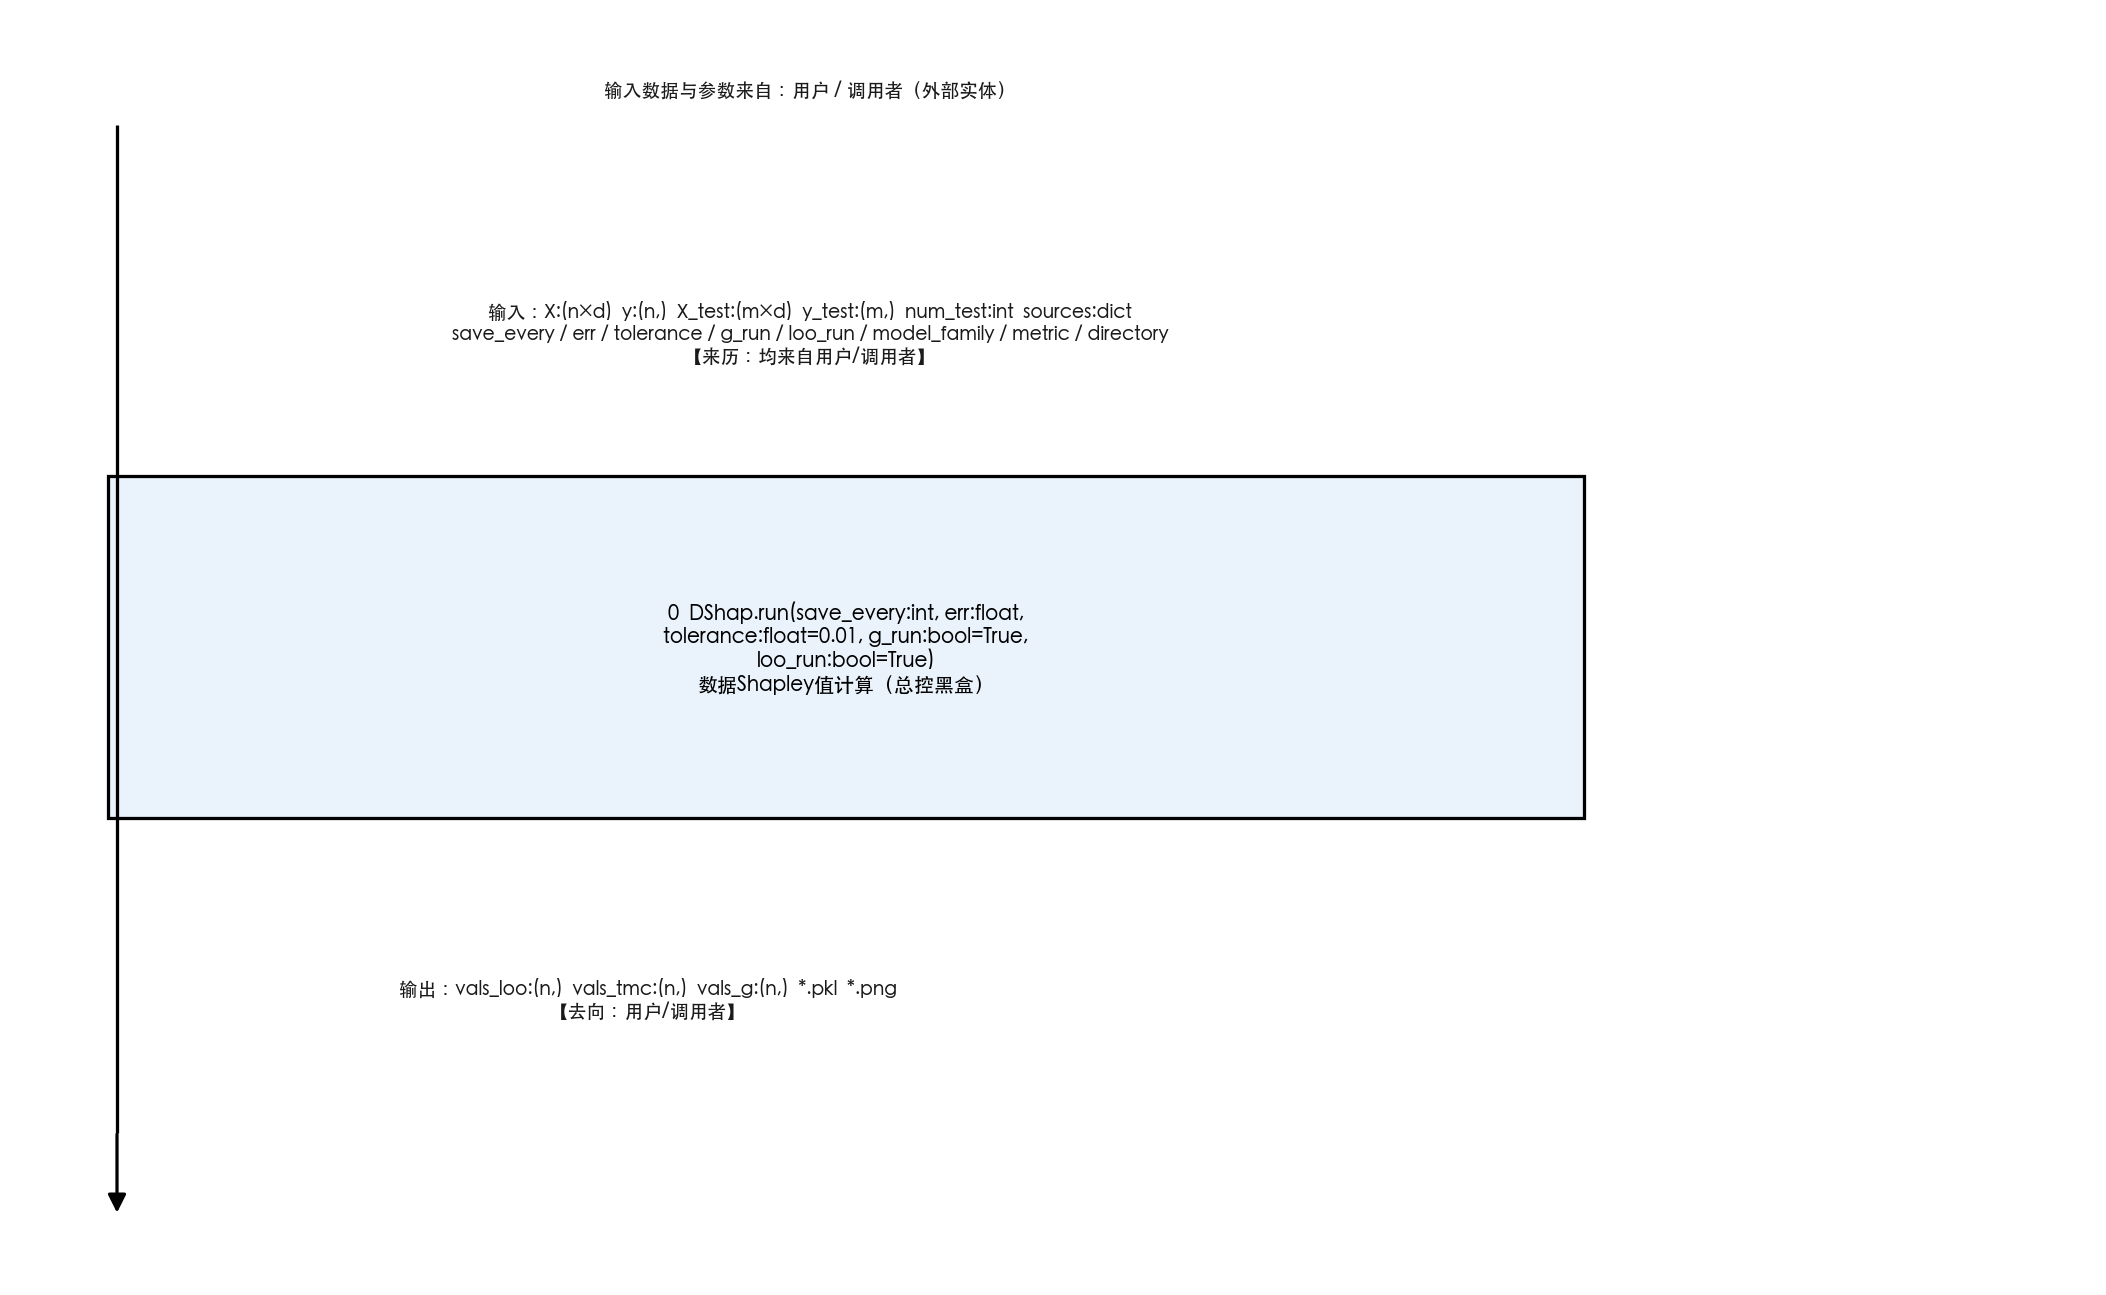 输入数据与参数来自：用户 / 调用者（外部实体）
输入：X:(n×d)  y:(n,)  X_test:(m×d)  y_test:(m,)  num_test:int  sources:dict
save_every / err / tolerance / g_run / loo_run / model_family / metric / directory
【来历：均来自用户/调用者】
0  DShap.run(save_every:int, err:float,
tolerance:float=0.01, g_run:bool=True,
loo_run:bool=True)
数据Shapley值计算（总控黑盒）
输出：vals_loo:(n,)  vals_tmc:(n,)  vals_g:(n,)  *.pkl  *.png
【去向：用户/调用者】